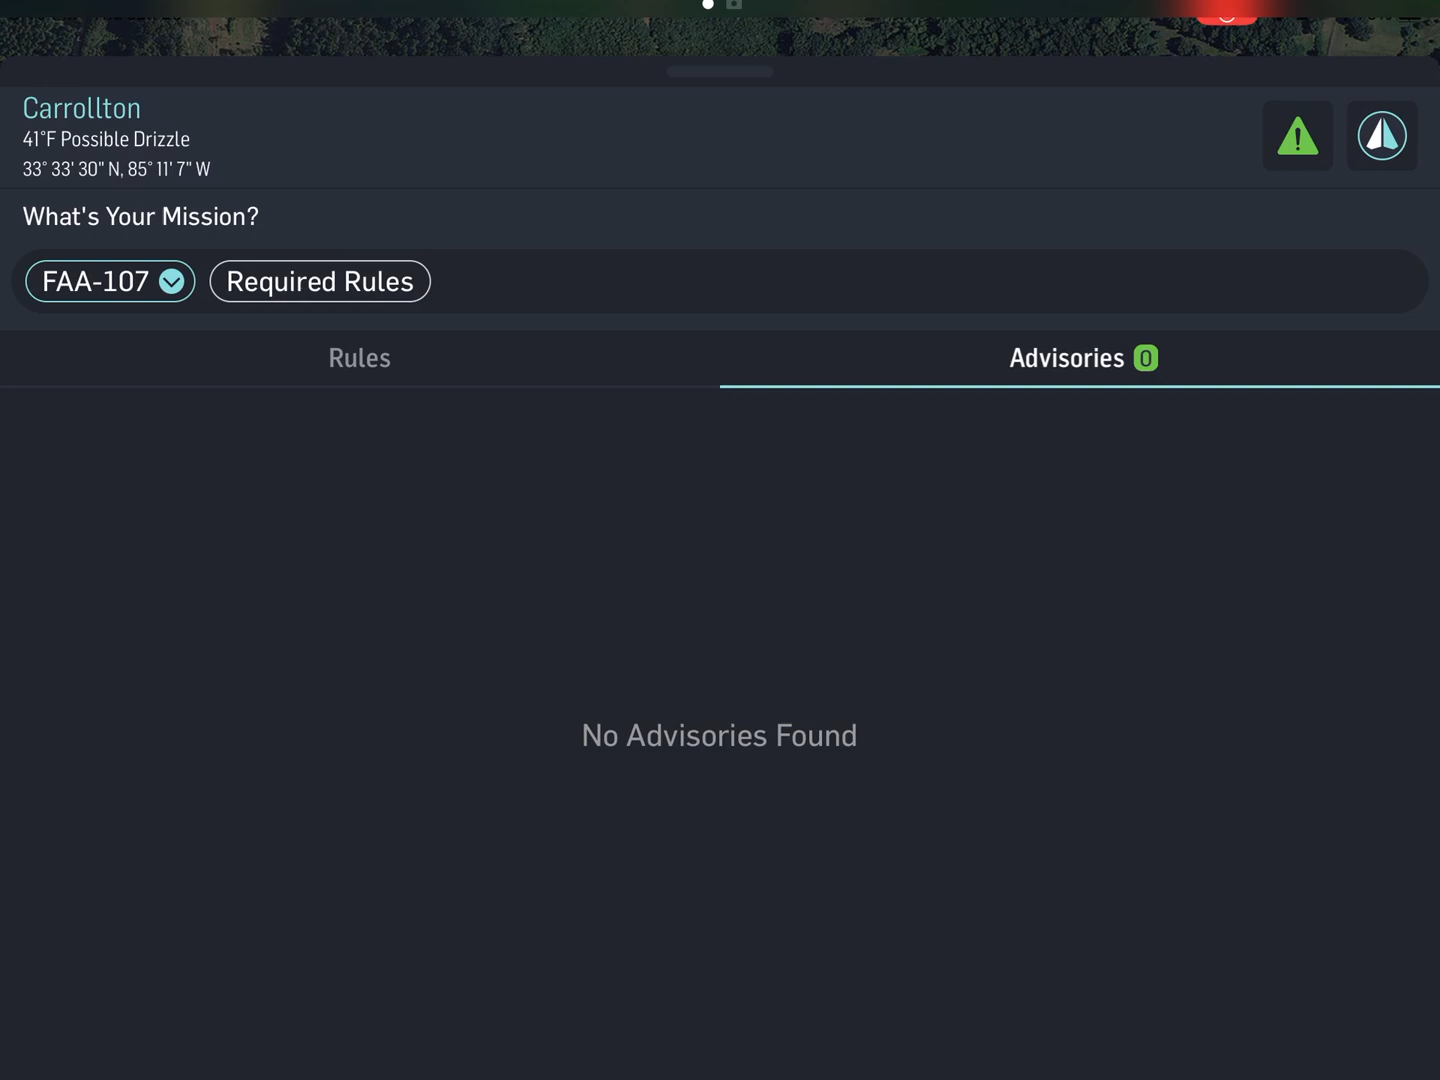 Carrollton
41°F Possible Drizzle
33° 33' 30" N, 85° 11' 7" W
What's Your Mission?
FAA-107 Required Rules
Rules Advisories 0
No Advisories Found